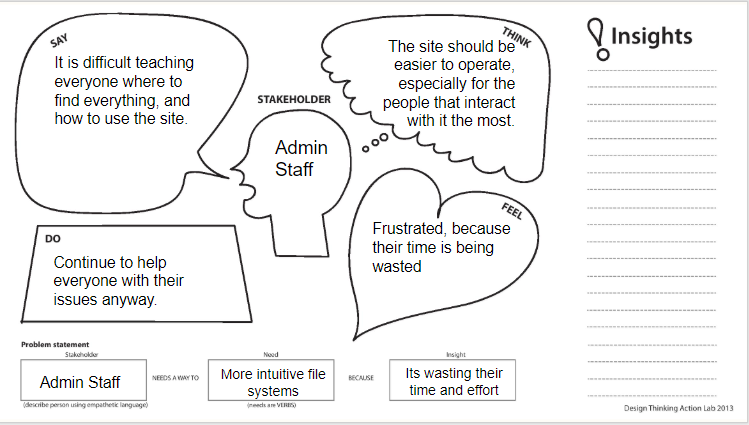 SAY
It is difficult teaching
everyone where to
find everything, and
how to use the site.
STAKEHOLDER
Admin
Staff
THINK
The site should be
easier to operate,
especially for the
people that interact
with it the most.
Insights
DO
Continue to help
everyone with their
issues anyway.
FEEL
Frustrated, because
their time is being
wasted
Problem statement
Stakeholder
Need
Insight
Admin Staff
NEEDS A WAY TO
More intuitive file
systems
BECAUSE
Its wasting their
time and effort
(describe person using empathetic language)
(needs are VERBS)
Design Thinking Action Lab 2013